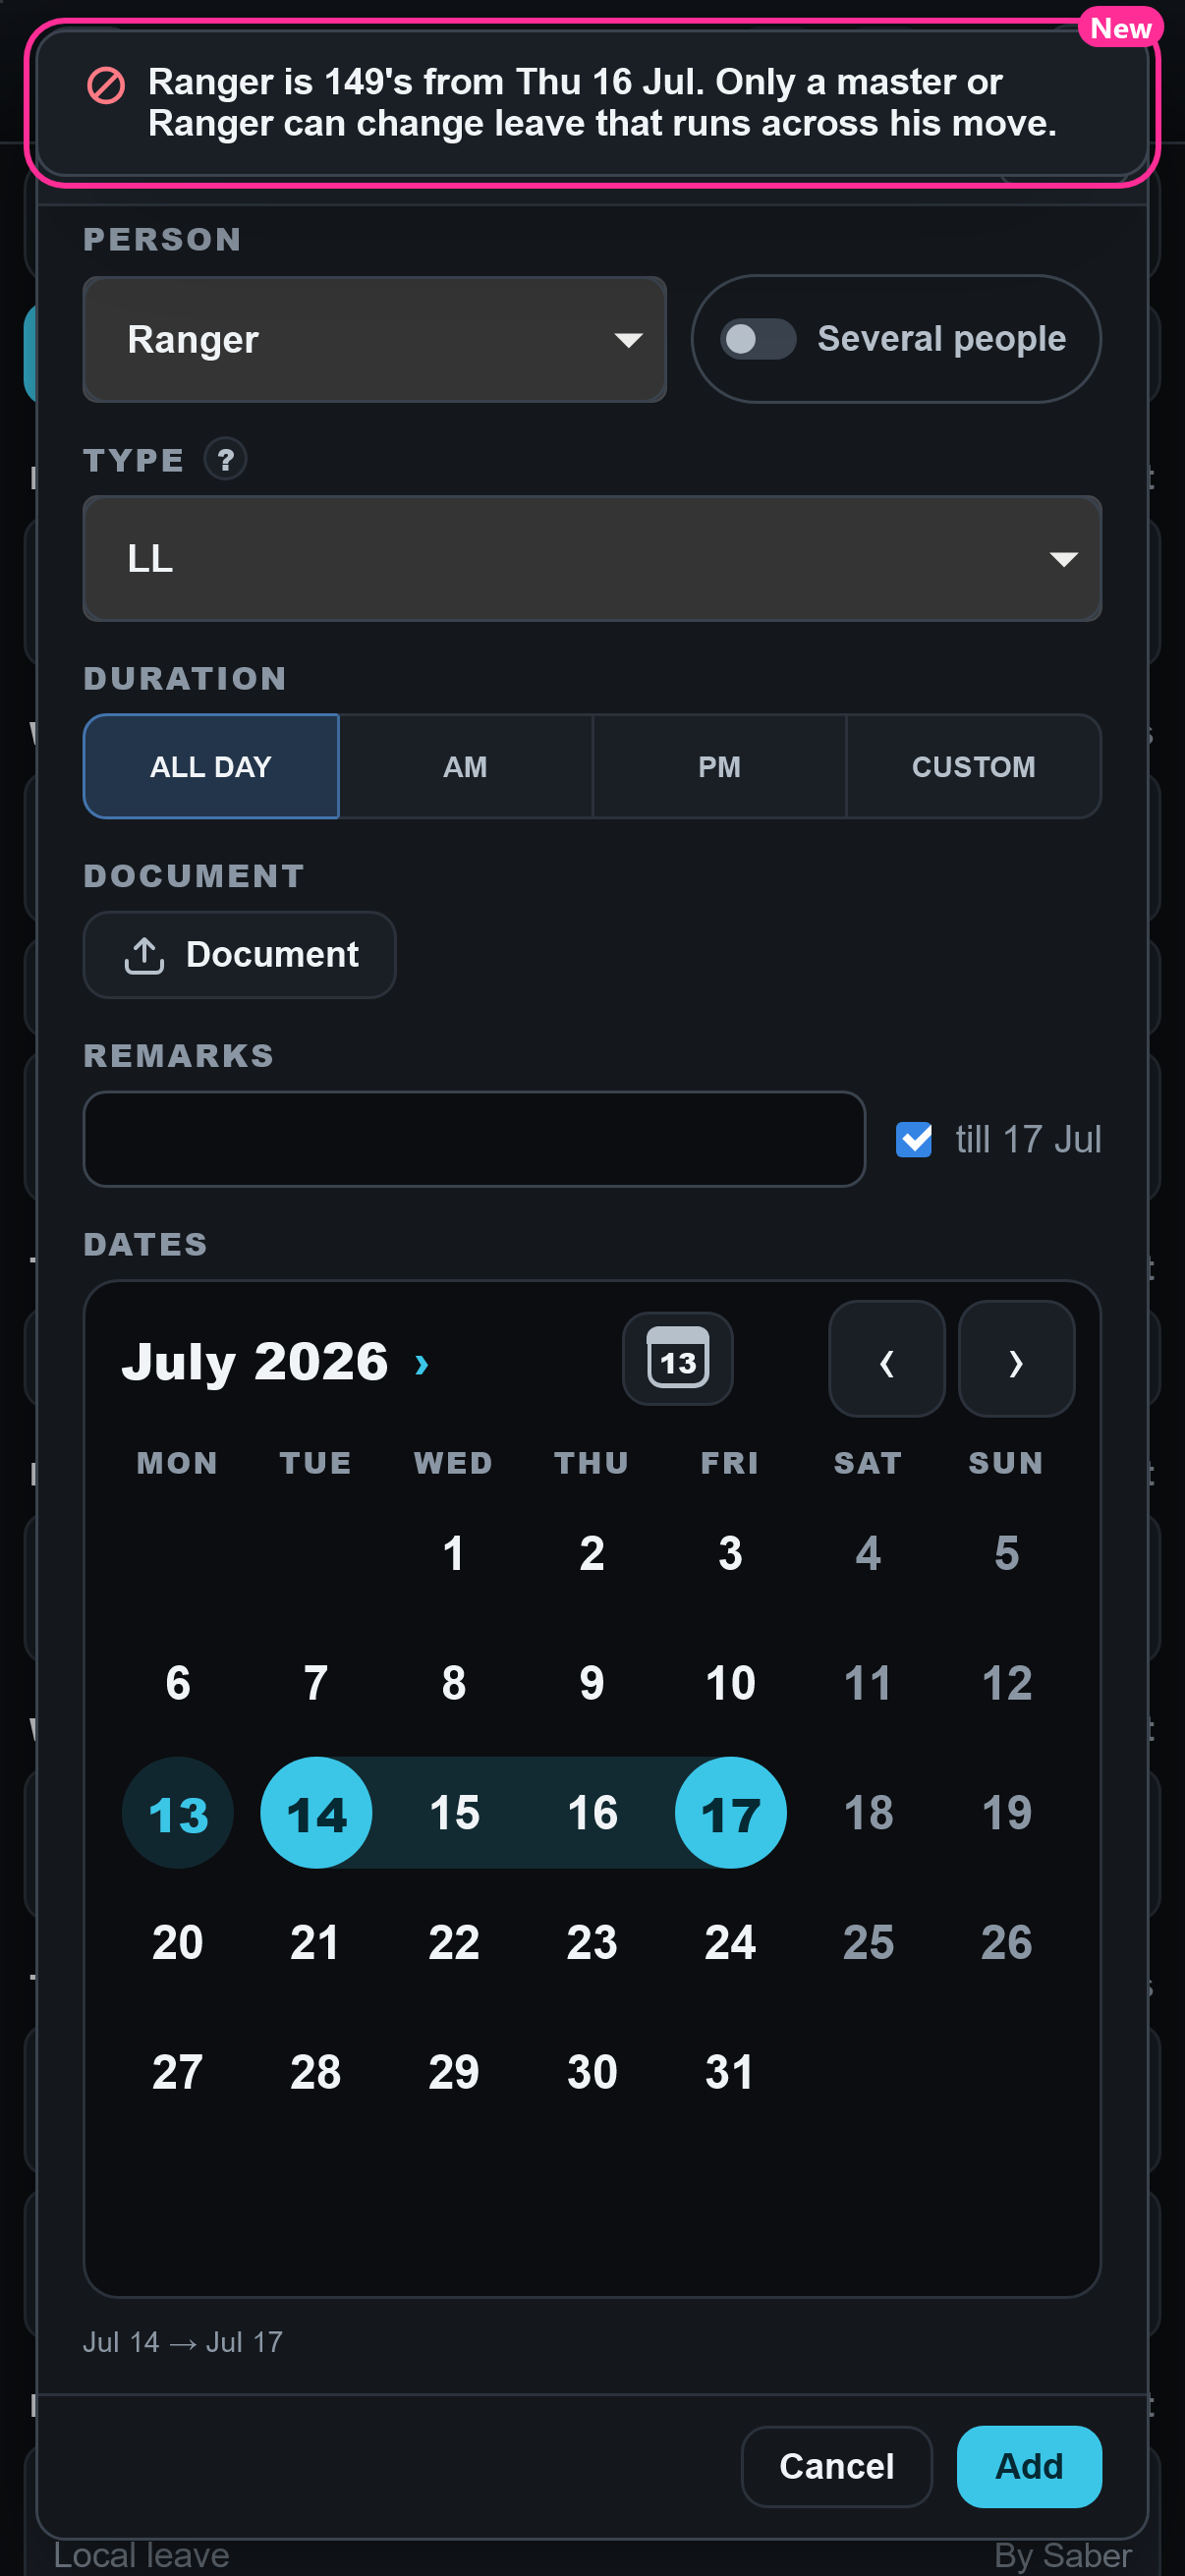 New
Ranger is 149's from Thu 16 Jul. Only a master or
Ranger can change leave that runs across his move.
PERSON
Ranger
Several people
TYPE ?
LL
DURATION
ALL DAY AM PM CUSTOM
DOCUMENT
Document
REMARKS
till 17 Jul
DATES
July 2026 ›
13
‹ ›
MON TUE WED THU FRI SAT SUN
1 2 3 4 5
6 7 8 9 10 11 12
13 14 15 16 17 18 19
20 21 22 23 24 25 26
27 28 29 30 31
Jul 14 → Jul 17
Cancel Add
Local leave By Saber